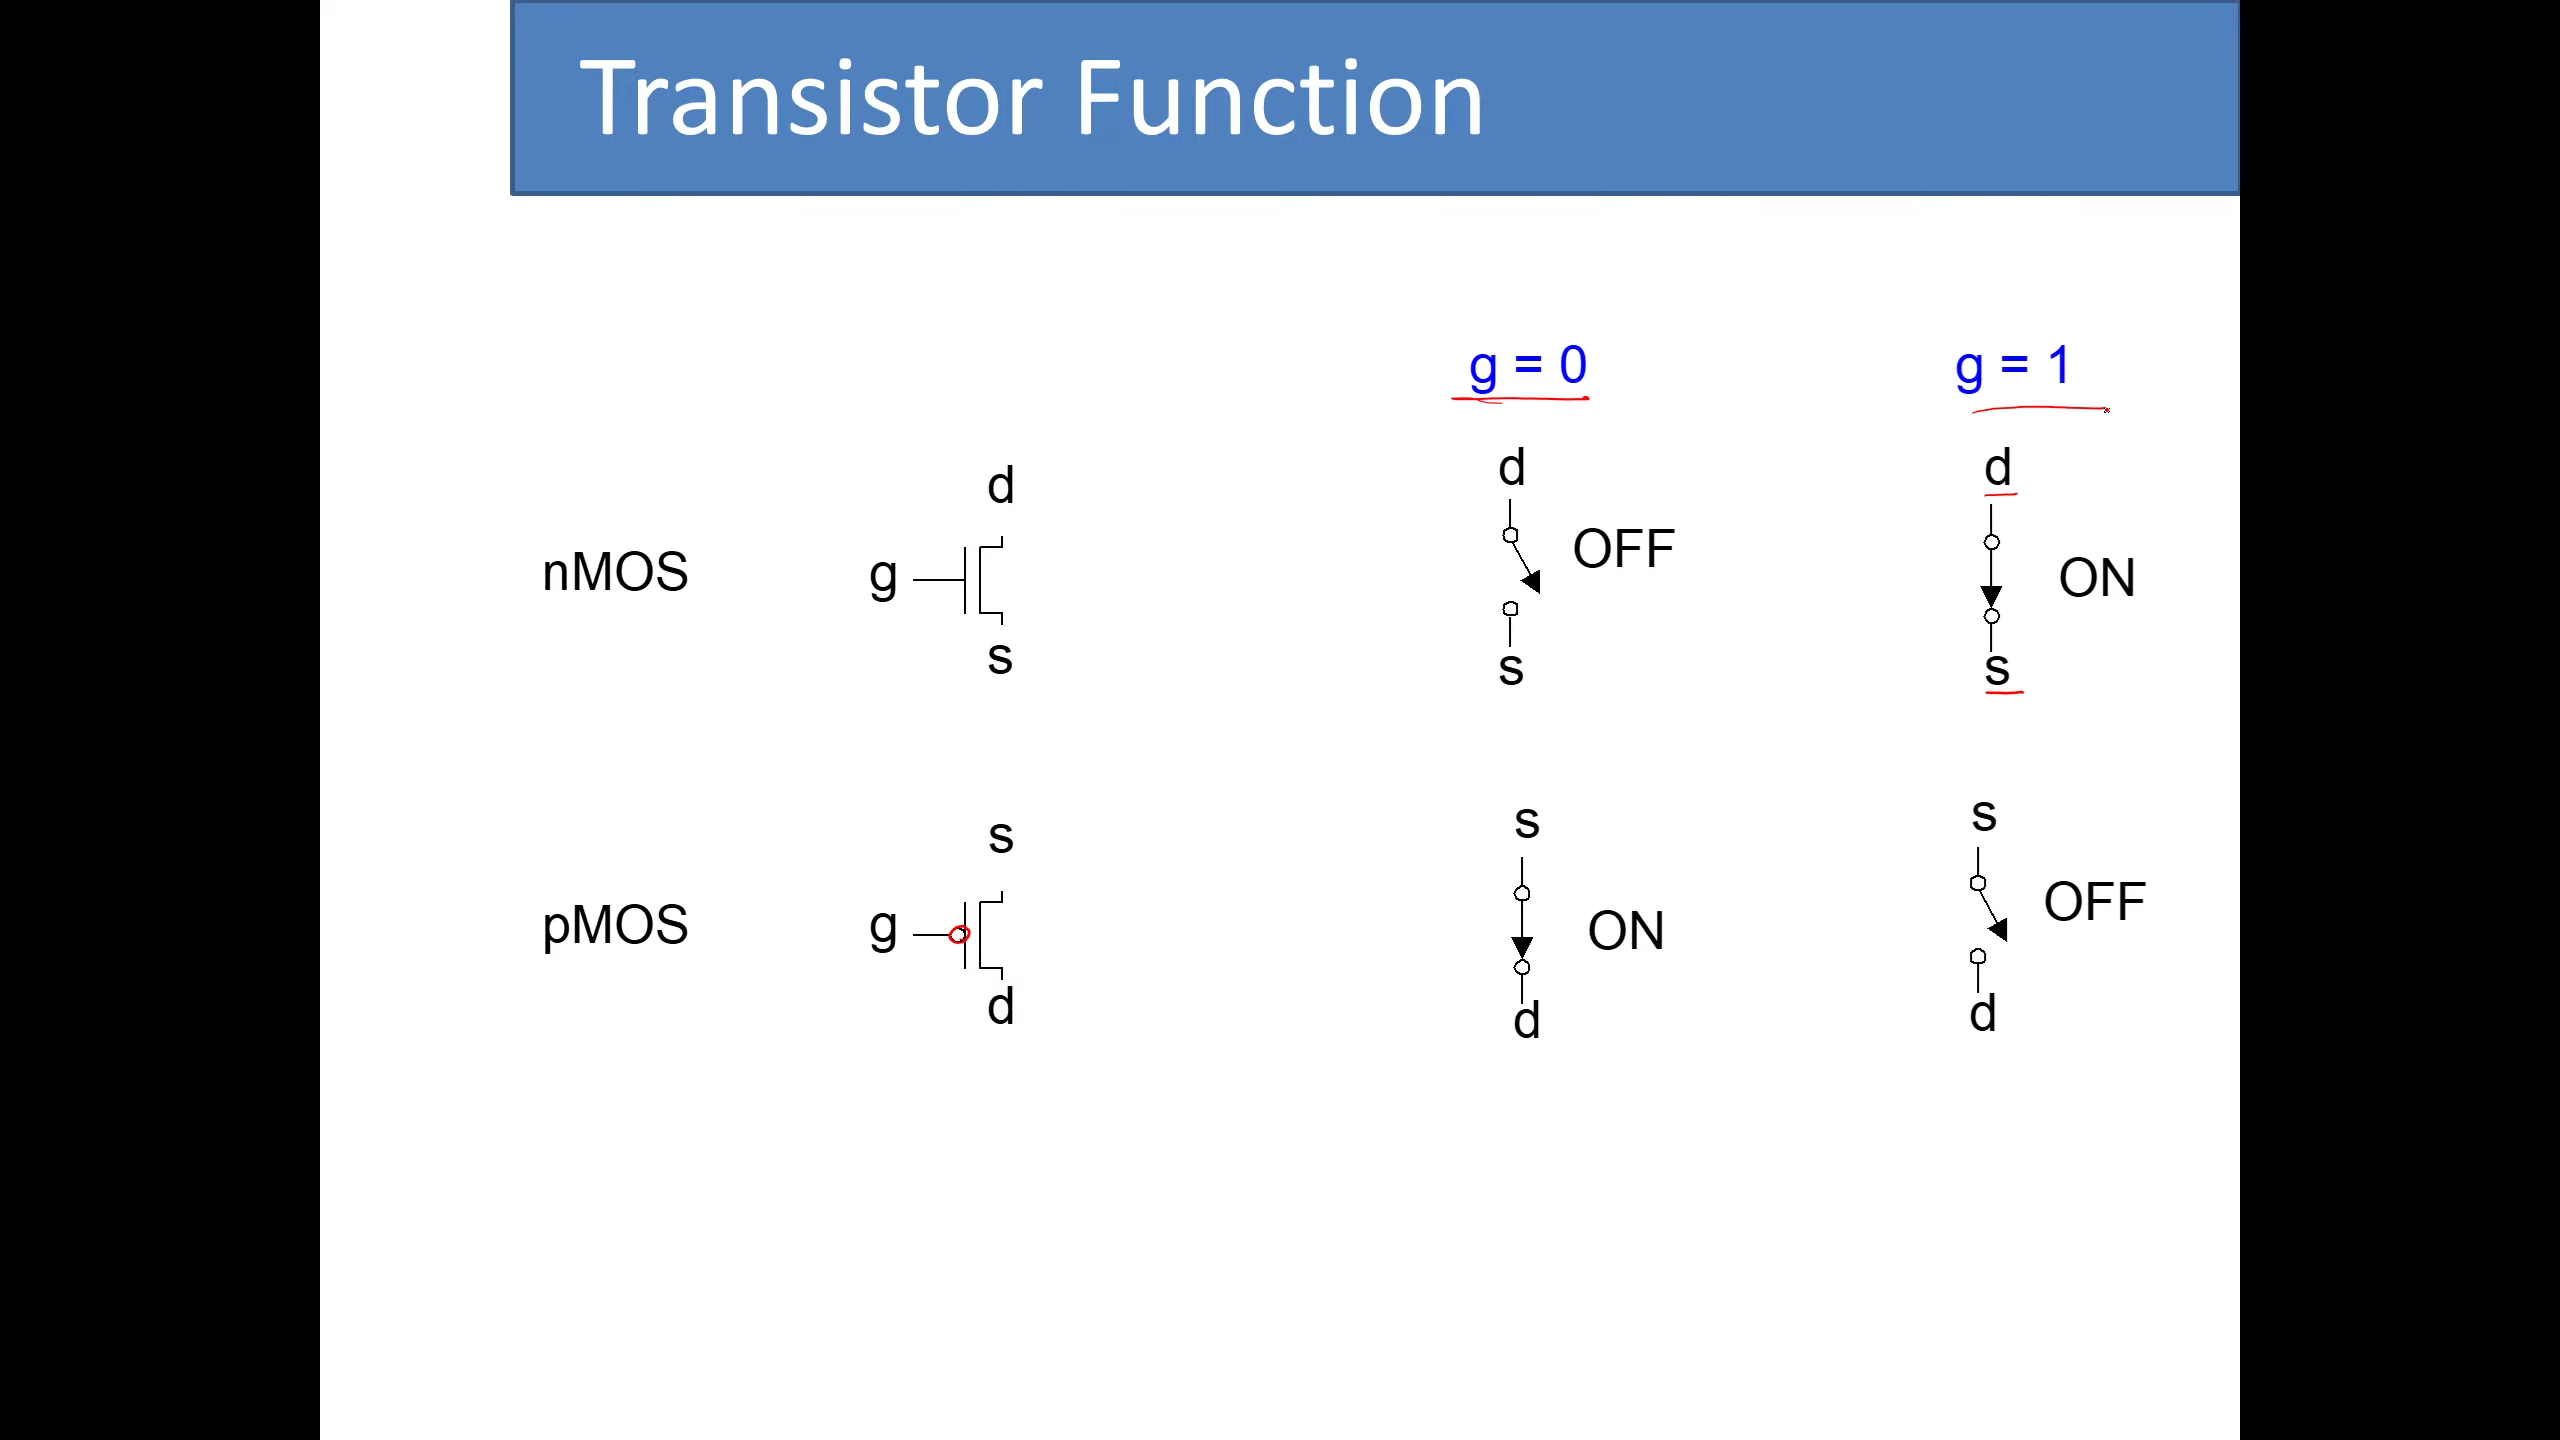 Transistor Function
g = 0
g = 1
d
d
d
OFF
nMOS
g
ON
s
s
s
s
s
s
OFF
pMOS
g
ON
d
d
d